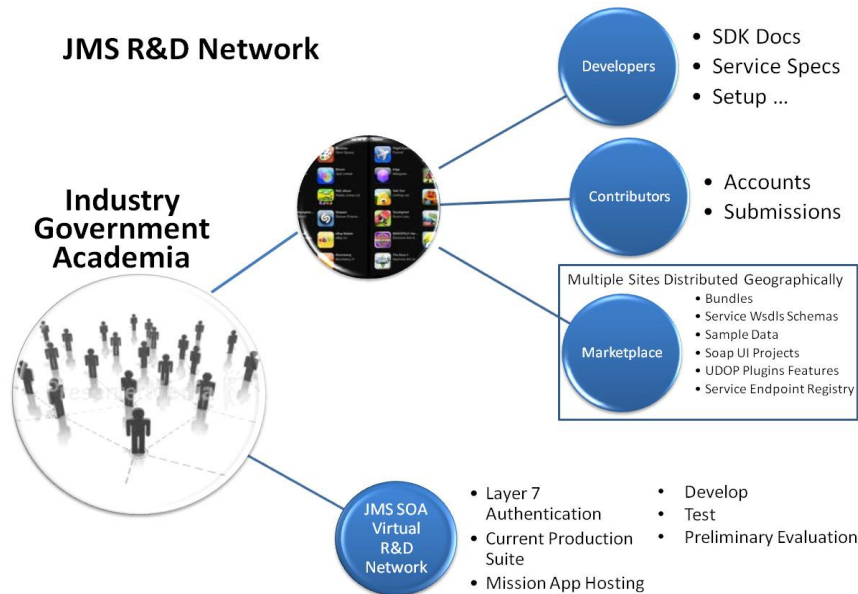 JMS R&D Network
Developers
• SDK Docs
• Service Specs
• Setup ...
Industry
Government
Academia
Contributors
• Accounts
• Submissions
Multiple Sites Distributed Geographically
Marketplace
• Bundles
• Service Wsdls Schemas
• Sample Data
• Soap UI Projects
• UDOP Plugins Features
• Service Endpoint Registry
JMS SOA
Virtual
R&D
Network
• Layer 7
Authentication
• Current Production
Suite
• Mission App Hosting
• Develop
• Test
• Preliminary Evaluation